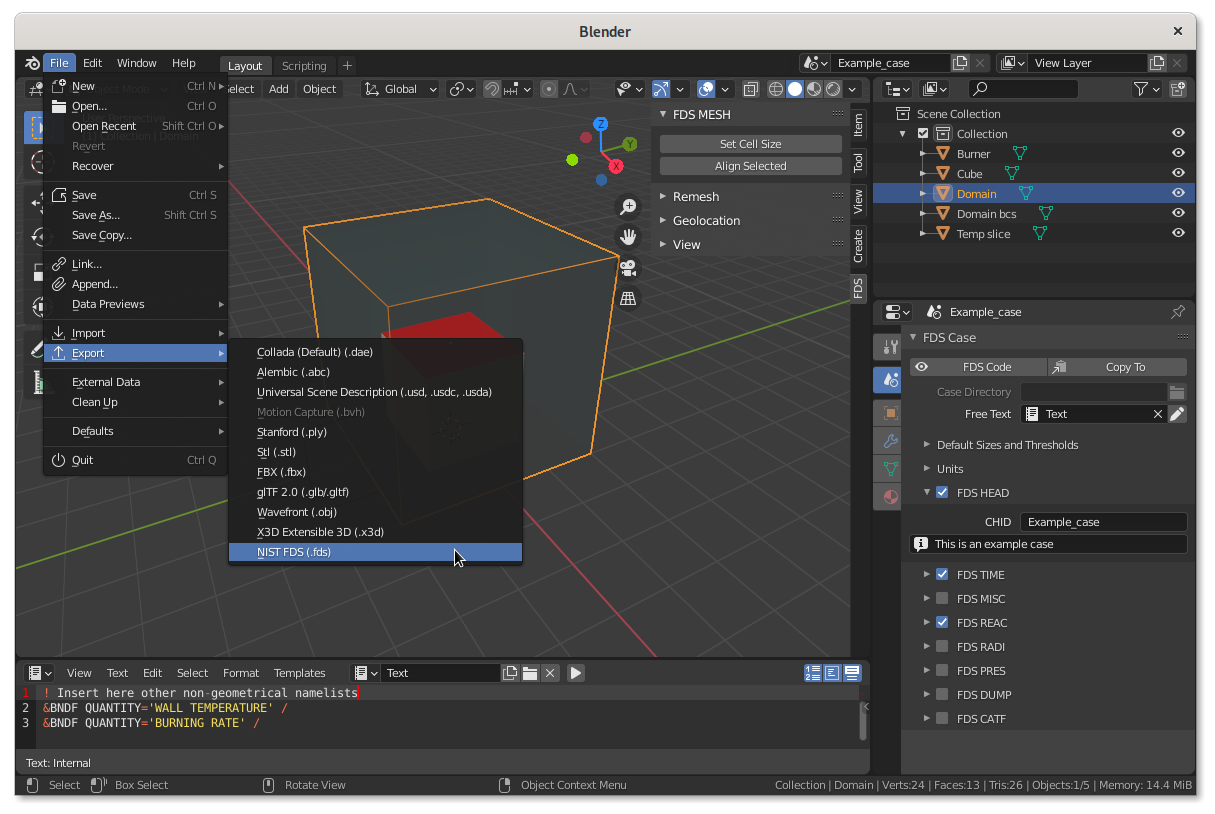 Blender
File Edit Window Help Layout Scripting + Example_case View Layer
New Ctrl N
Open... Ctrl O
Open Recent Shift Ctrl O
Revert
Recover
Save Ctrl S
Save As... Shift Ctrl S
Save Copy...
Link...
Append...
Data Previews
Import
Export
External Data
Clean Up
Defaults
Quit Ctrl Q
Collada (Default) (.dae)
Alembic (.abc)
Universal Scene Description (.usd, .usdc, .usda)
Motion Capture (.bvh)
Stanford (.ply)
Stl (.stl)
FBX (.fbx)
glTF 2.0 (.glb/.gltf)
Wavefront (.obj)
X3D Extensible 3D (.x3d)
NIST FDS (.fds)
Select Add Object Global
Z
Y
X
FDS MESH
Set Cell Size
Align Selected
Remesh
Geolocation
View
Item
Tool
View
Create
FDS
Scene Collection
Collection
Burner
Cube
Domain
Domain bcs
Temp slice
Example_case
FDS Case
FDS Code Copy To
Case Directory
Free Text Text
Default Sizes and Thresholds
Units
FDS HEAD
CHID Example_case
This is an example case
FDS TIME
FDS MISC
FDS REAC
FDS RADI
FDS PRES
FDS DUMP
FDS CATF
View Text Edit Select Format Templates Text
1 ! Insert here other non-geometrical namelists
2 &BNDF QUANTITY='WALL TEMPERATURE' /
3 &BNDF QUANTITY='BURNING RATE' /
Text: Internal
Select Box Select Rotate View Object Context Menu Collection | Domain | Verts:24 | Faces:13 | Tris:26 | Objects:1/5 | Memory: 14.4 MiB